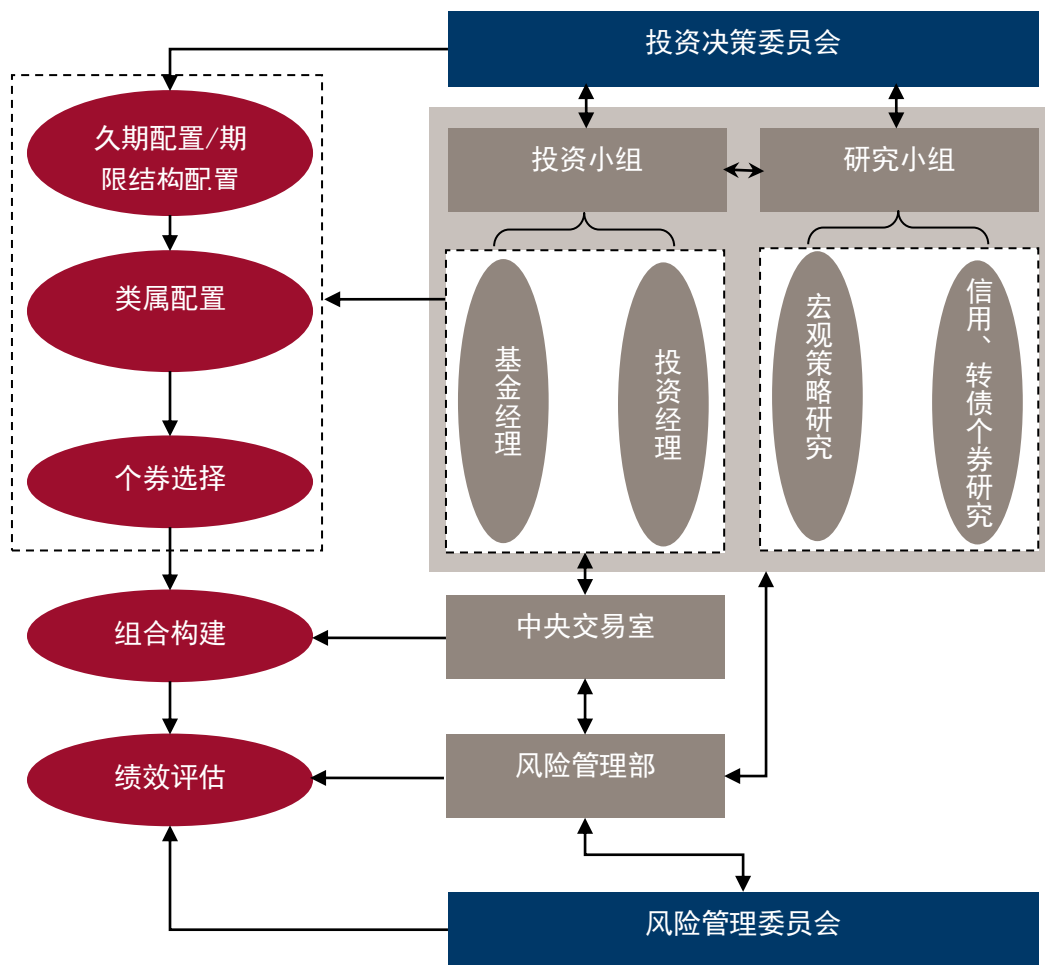 投资决策委员会
久期配置/期
限结构配置
投资小组
研究小组
类属配置
基金经理
投资经理
宏观策略研究
信用、转债个券研究
个券选择
组合构建
中央交易室
绩效评估
风险管理部
风险管理委员会